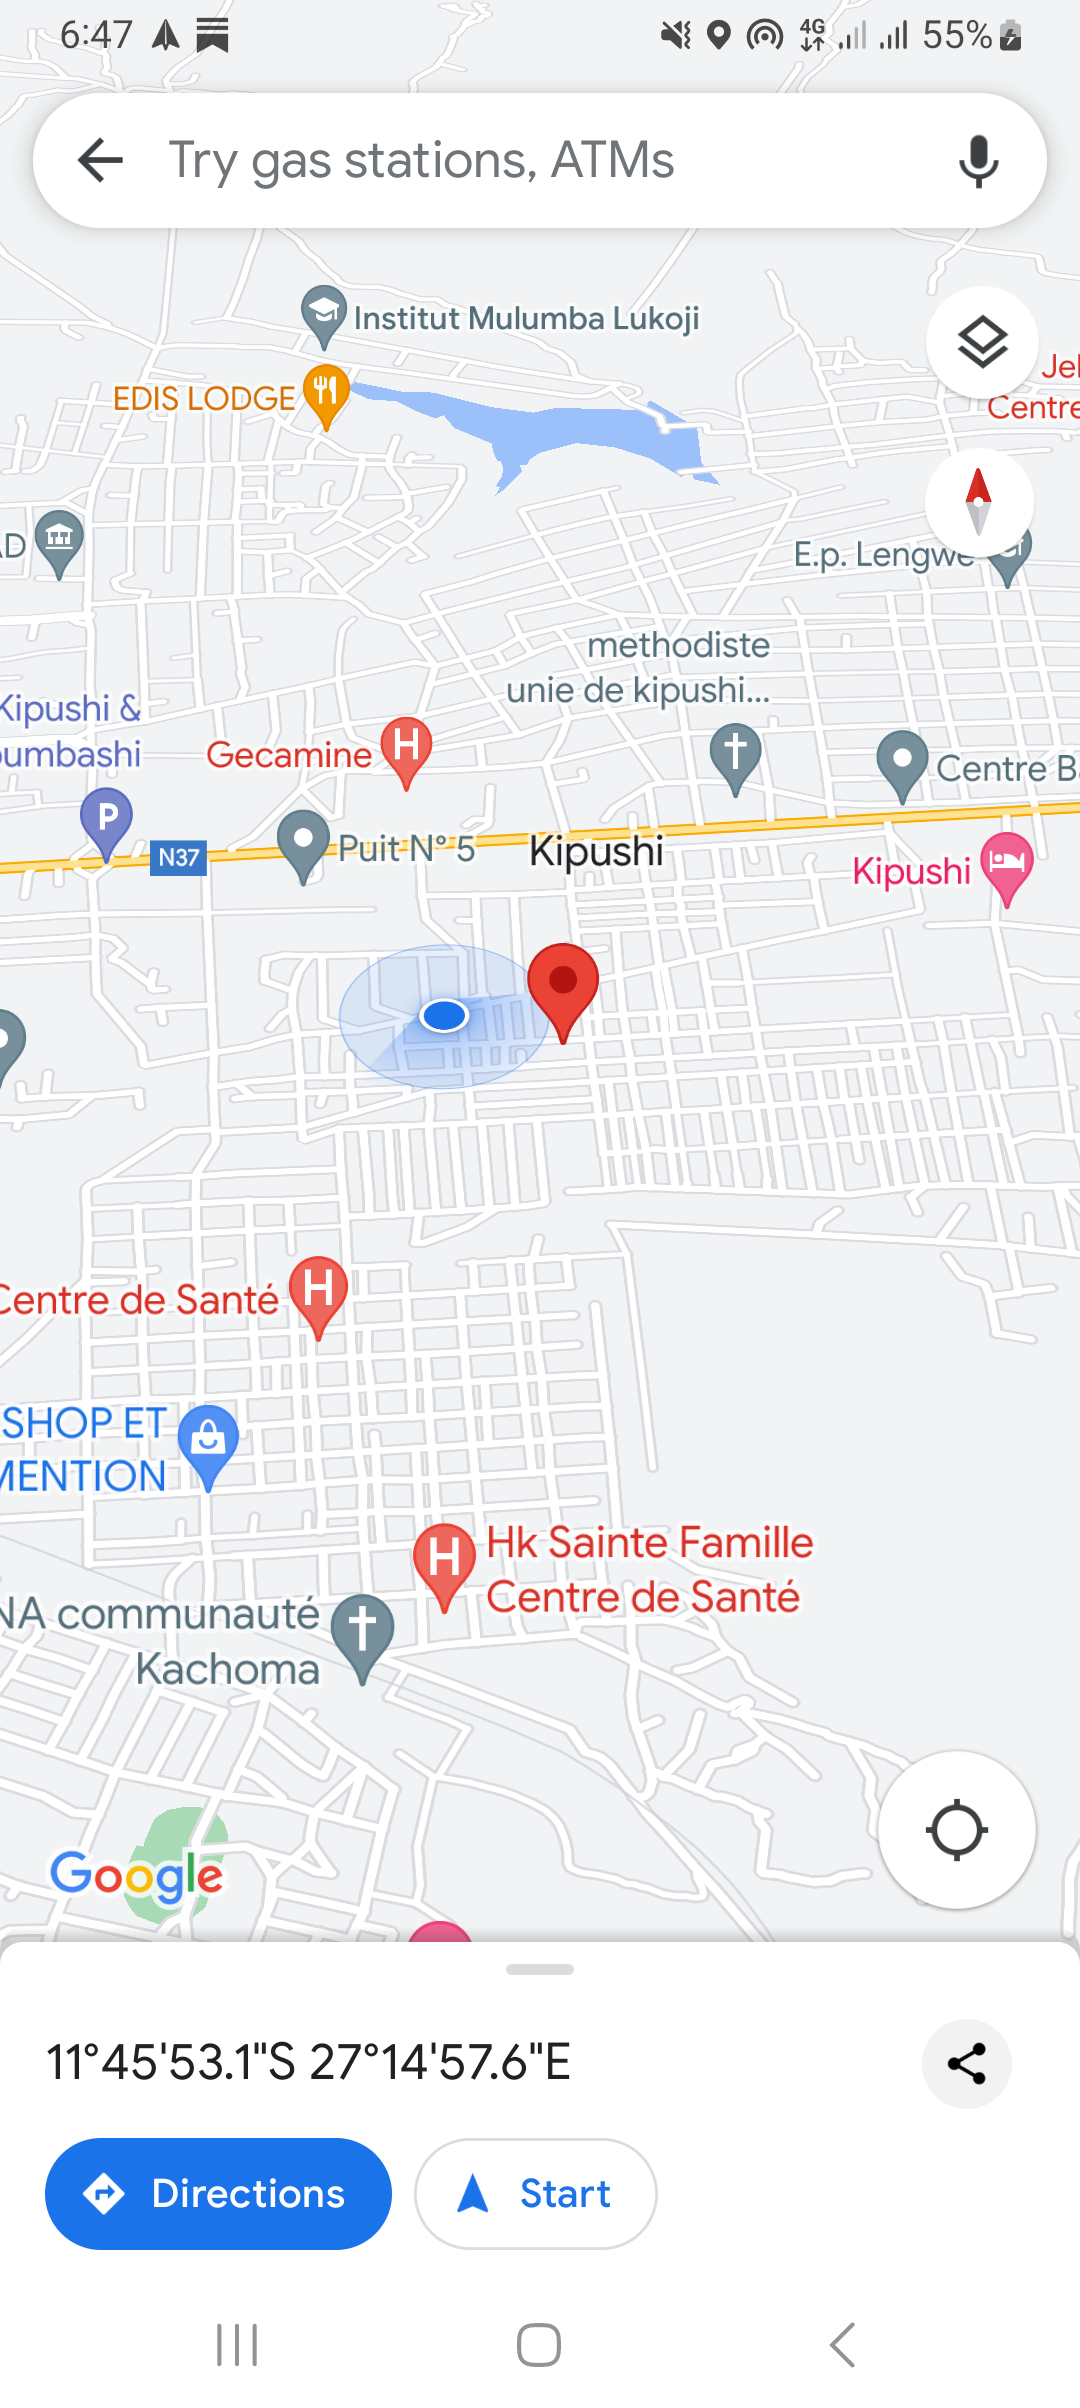 6:47
4G
55%
Try gas stations, ATMs
Institut Mulumba Lukoji
EDIS LODGE
Centre
E.p. Lengwe
methodiste
unie de kipushi...
Kipushi &
Gecamine
H
P
Centre
N37
Puit N° 5
Kipushi
Kipushi
Centre de Santé
H
SHOP ET
MENTION
H
Hk Sainte Famille
Centre de Santé
NA communauté
Kachoma
Google
11°45'53.1"S 27°14'57.6"E
Directions
Start